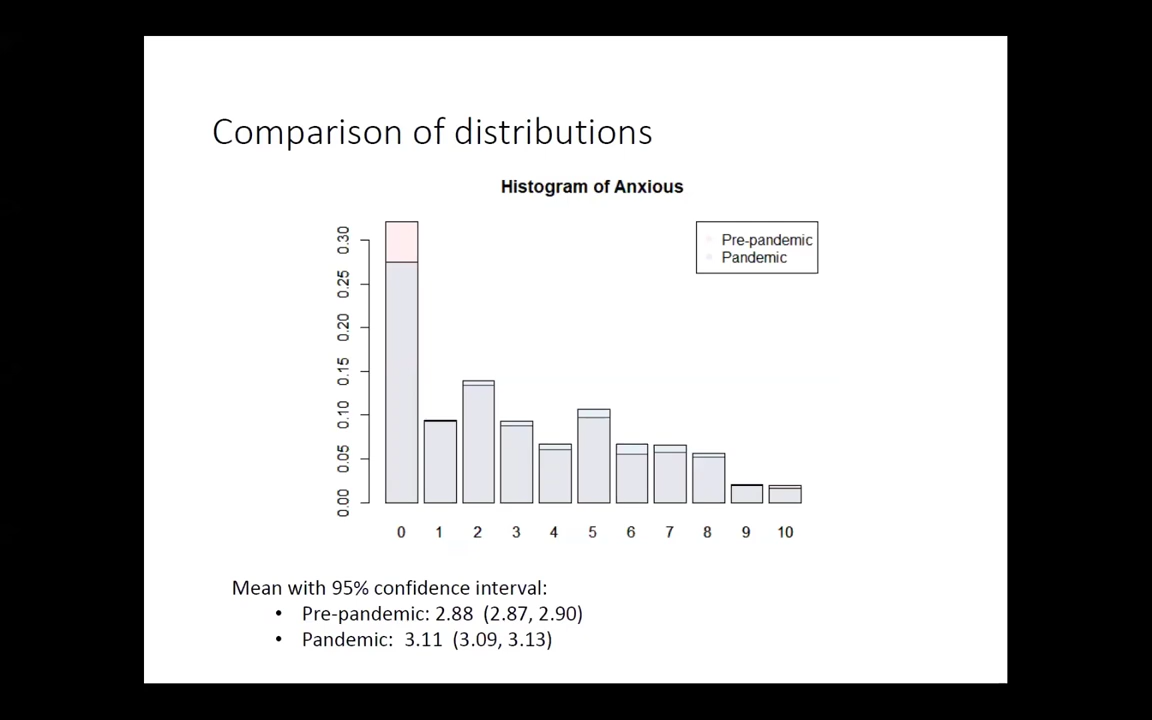 Comparison of distributions
Histogram of Anxious
Pre-pandemic
Pandemic
0.30
0.25
0.20
0.15
0.10
0.05
0.00
0 1 2 3 4 5 6 7 8 9 10
Mean with 95% confidence interval:
• Pre-pandemic: 2.88 (2.87, 2.90)
• Pandemic: 3.11 (3.09, 3.13)